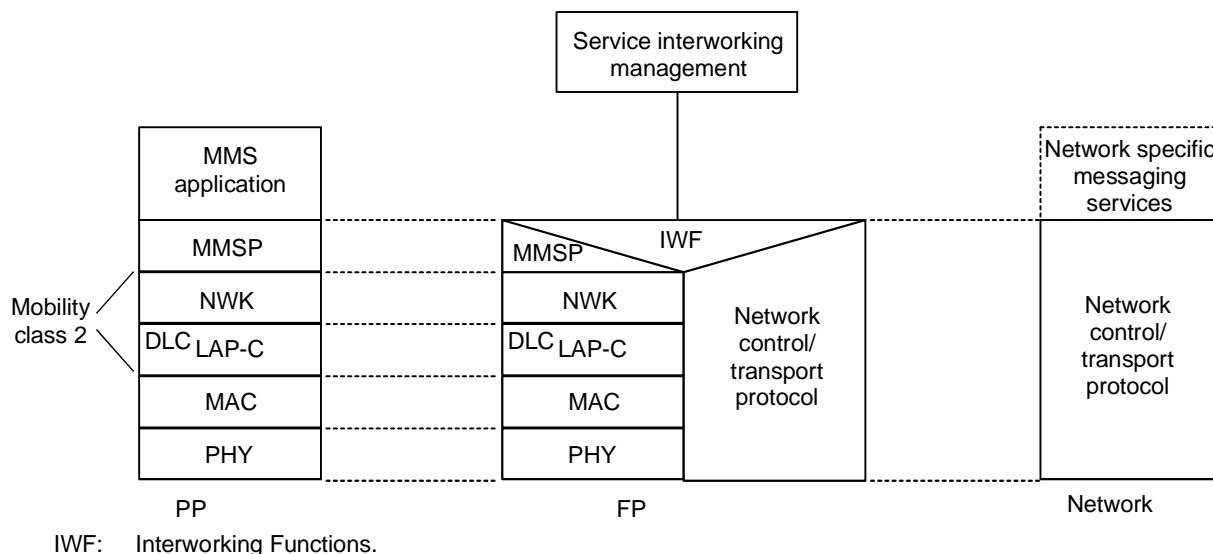 Service interworking
management
MMS
application
MMSP
NWK
DLC LAP-C
MAC
PHY
Mobility
class 2
PP
IWF
MMSP
NWK
DLC LAP-C
MAC
PHY
Network
control/
transport
protocol
FP
Network specific
messaging
services
Network
control/
transport
protocol
Network
IWF: Interworking Functions.